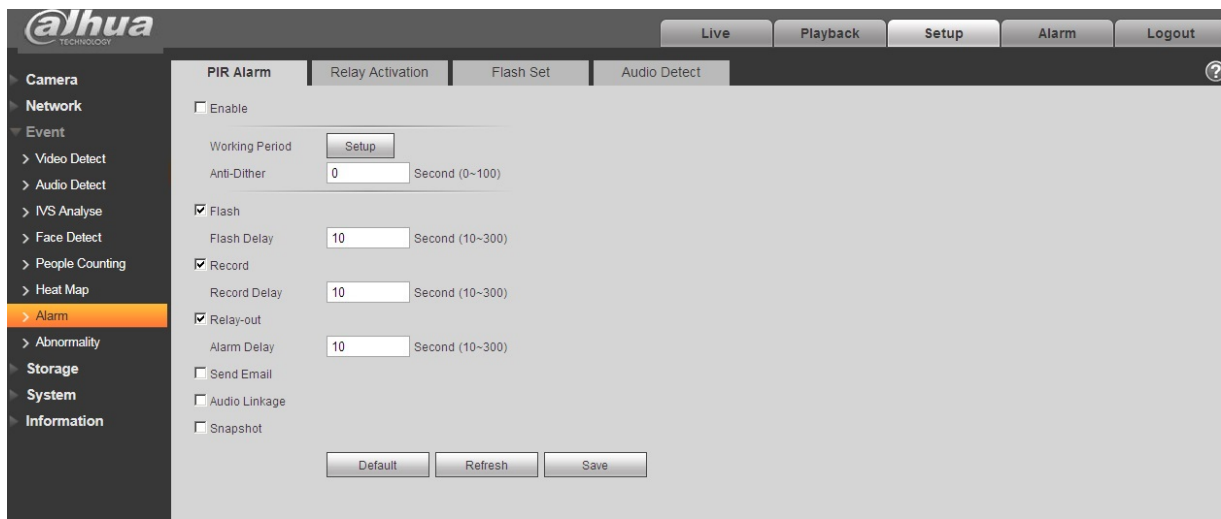 alhua
TECHNOLOGY
Live
Playback
Setup
Alarm
Logout
Camera
Network
Event
Video Detect
Audio Detect
IVS Analyse
Face Detect
People Counting
Heat Map
Alarm
Abnormality
Storage
System
Information
PIR Alarm
Relay Activation
Flash Set
Audio Detect
?
Enable
Working Period Setup
Anti-Dither 0 Second (0~100)
Flash
Flash Delay 10 Second (10~300)
Record
Record Delay 10 Second (10~300)
Relay-out
Alarm Delay 10 Second (10~300)
Send Email
Audio Linkage
Snapshot
Default Refresh Save